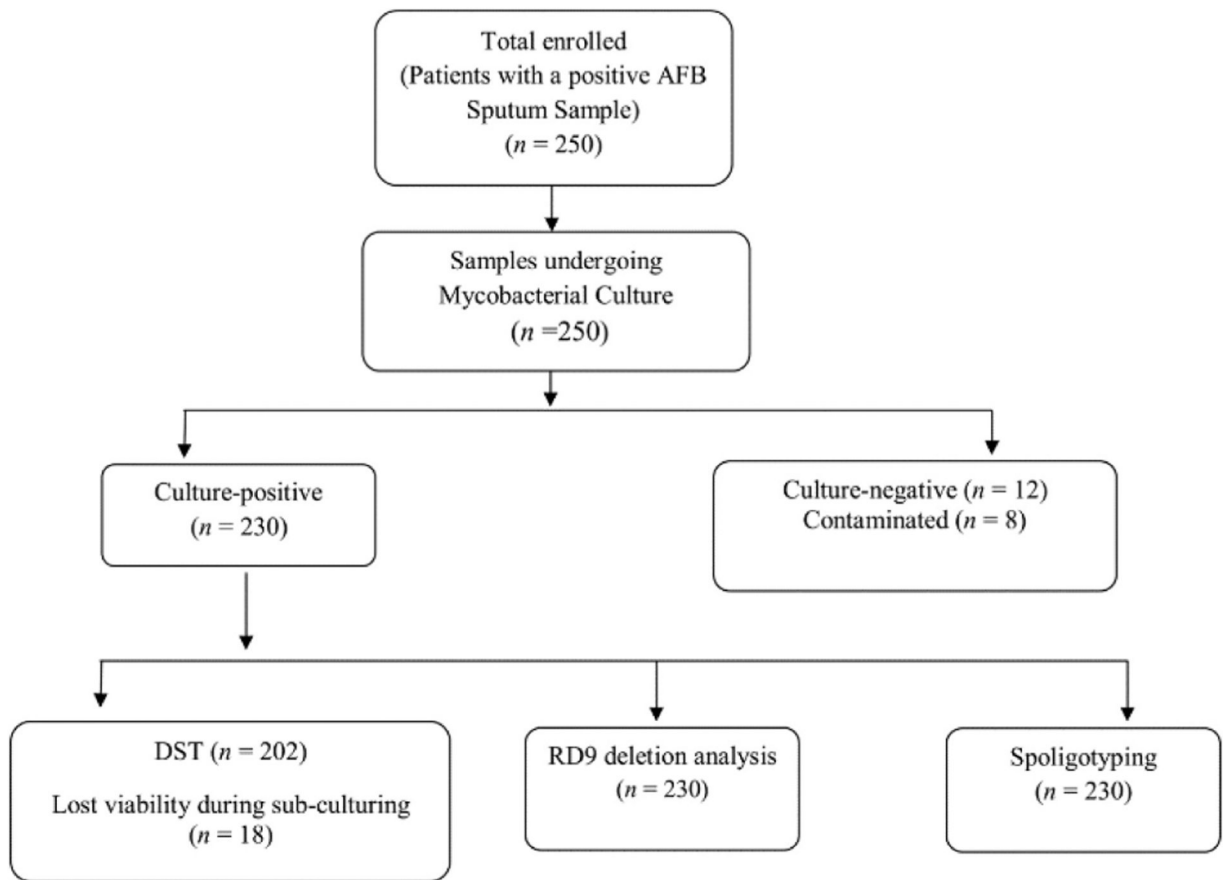 Total enrolled
(Patients with a positive AFB
Sputum Sample)
(n = 250)
Samples undergoing
Mycobacterial Culture
(n =250)
Culture-positive
(n = 230)
Culture-negative (n = 12)
Contaminated (n = 8)
DST (n = 202)
Lost viability during sub-culturing
(n = 18)
RD9 deletion analysis
(n = 230)
Spoligotyping
(n = 230)